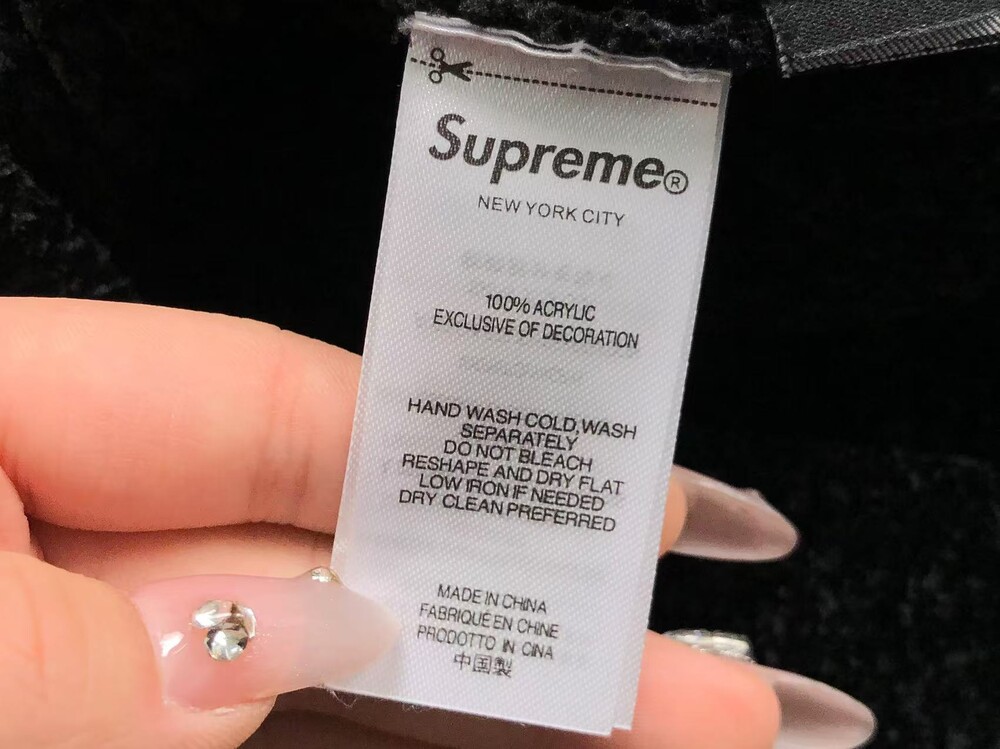 Supreme®
NEW YORK CITY
100% ACRYLIC
EXCLUSIVE OF DECORATION
HAND WASH COLD,WASH
SEPARATELY
DO NOT BLEACH
RESHAPE AND DRY FLAT
LOW IRON IF NEEDED
DRY CLEAN PREFERRED
MADE IN CHINA
FABRIQUÉ EN CHINE
PRODOTTO IN CINA
中国製